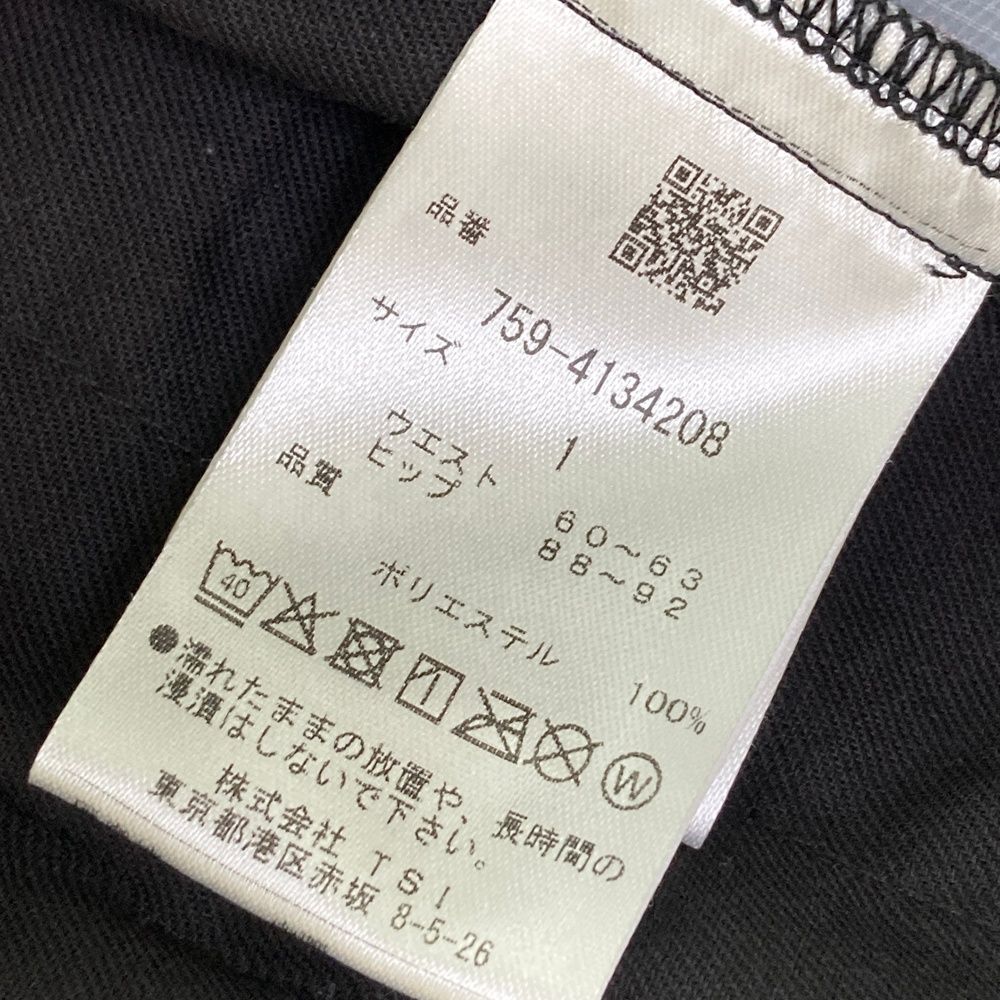 品番
759-4134208
サイズ 1
ウエスト 60～63
ヒップ 88～92
品質
ポリエステル 100%
40
W
●濡れたままの放置や、長時間の
浸漬はしないで下さい。
株式会社 TSI
東京都港区赤坂 8-5-26